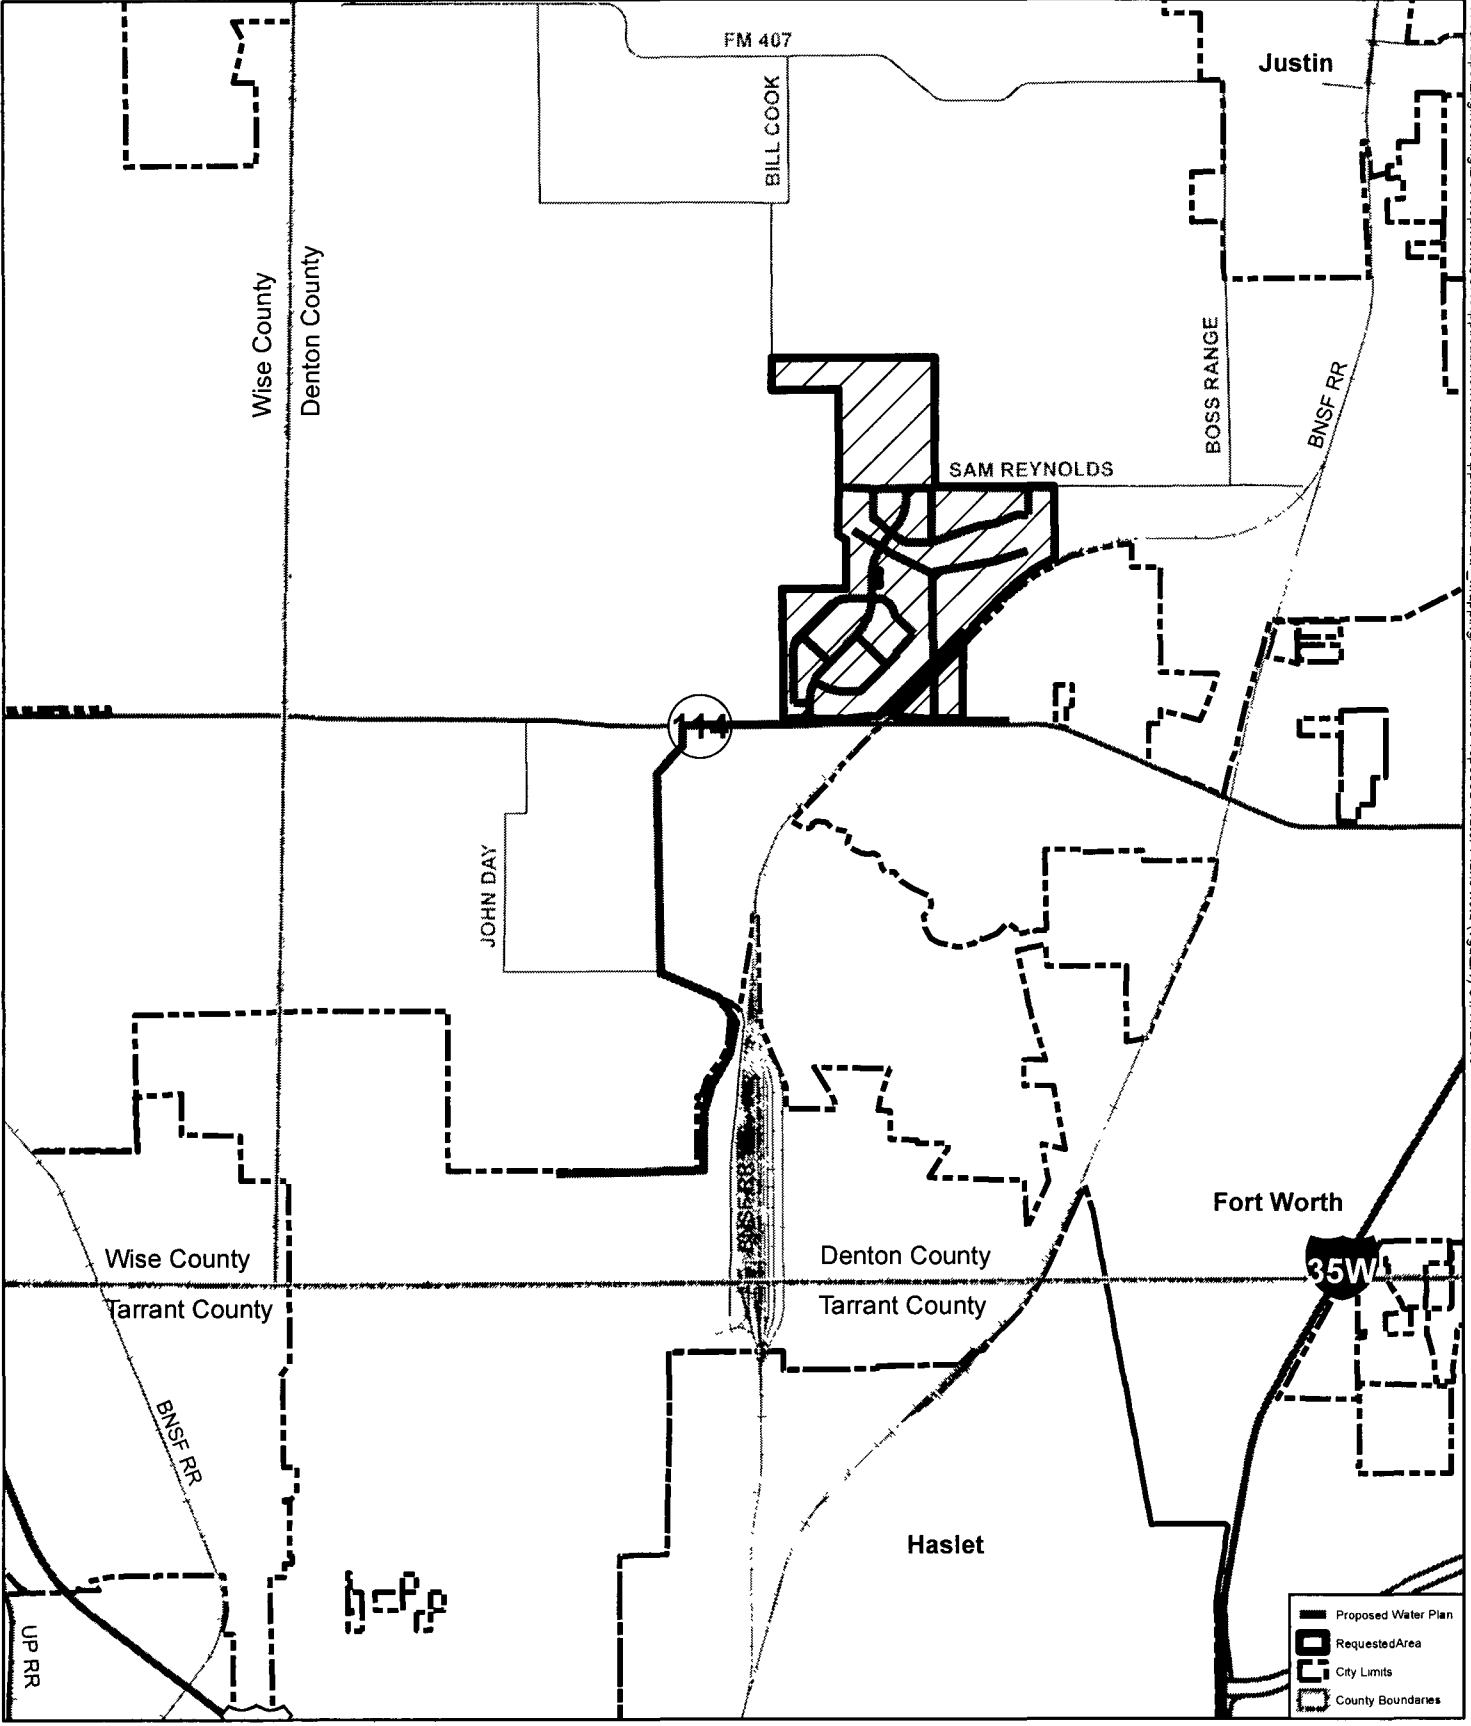 FM 407
Justin
BILL COOK
Wise County
Denton County
BOSS RANGE
BNSF RR
SAM REYNOLDS
114
JOHN DAY
BNSF RR
Fort Worth
Wise County
Denton County
35W
Tarrant County
Tarrant County
BNSF RR
Haslet
UP RR
Proposed Water Plan
RequestedArea
City Limits
County Boundaries